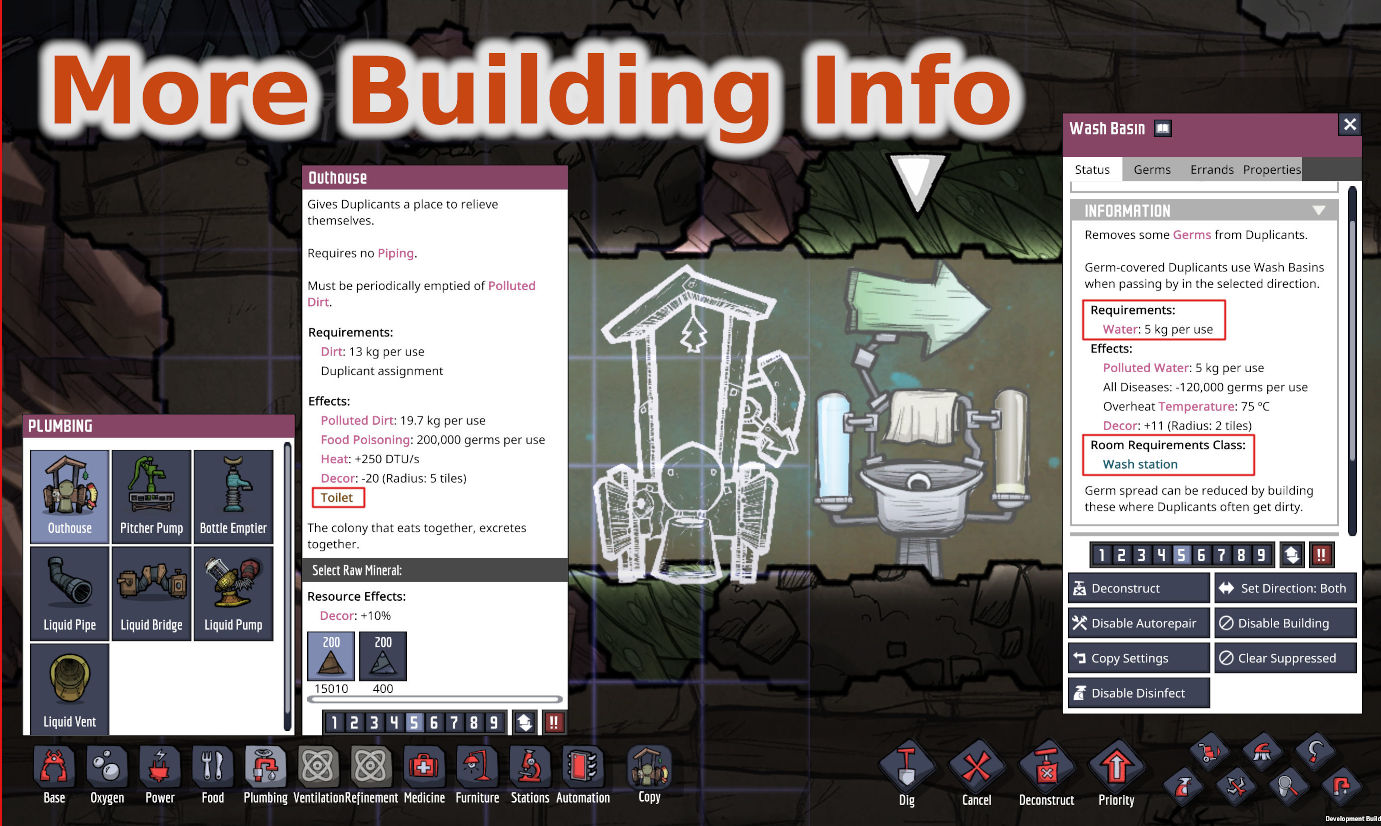 More Building Info
Outhouse
Gives Duplicants a place to relieve
themselves.
Requires no Piping.
Must be periodically emptied of Polluted
Dirt.
Requirements:
Dirt: 13 kg per use
Duplicant assignment
Effects:
Polluted Dirt: 19.7 kg per use
Food Poisoning: 200,000 germs per use
Heat: +250 DTU/s
Decor: -20 (Radius: 5 tiles)
Toilet
The colony that eats together, excretes
together.
Select Raw Mineral:
Resource Effects:
Decor: +10%
200 200
15010 400
1 2 3 4 5 6 7 8 9 !!
PLUMBING
Outhouse Pitcher Pump Bottle Emptier
Liquid Pipe Liquid Bridge Liquid Pump
Liquid Vent
Wash Basin
Status Germs Errands Properties
INFORMATION
Removes some Germs from Duplicants.
Germ-covered Duplicants use Wash Basins
when passing by in the selected direction.
Requirements:
Water: 5 kg per use
Effects:
Polluted Water: 5 kg per use
All Diseases: -120,000 germs per use
Overheat Temperature: 75 ºC
Decor: +11 (Radius: 2 tiles)
Room Requirements Class:
Wash station
Germ spread can be reduced by building
these where Duplicants often get dirty.
1 2 3 4 5 6 7 8 9 !!
Deconstruct Set Direction: Both
Disable Autorepair Disable Building
Copy Settings Clear Suppressed
Disable Disinfect
Base Oxygen Power Food Plumbing Ventilation Refinement Medicine Furniture Stations Automation Copy
Dig Cancel Deconstruct Priority
Development Build